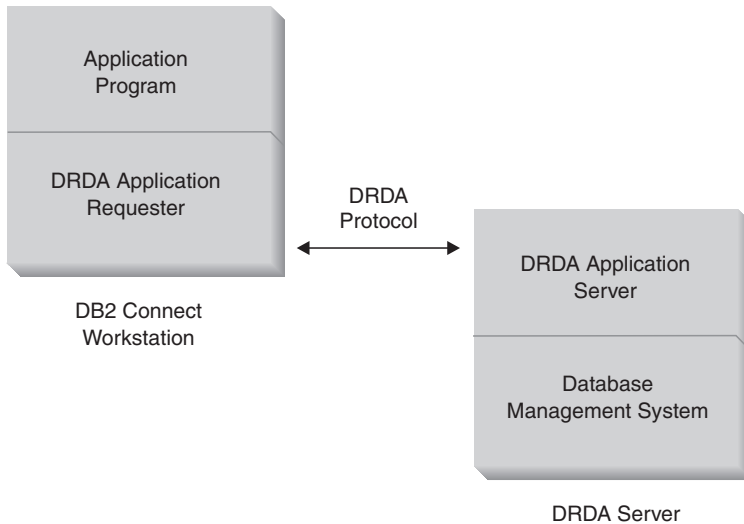 Application
Program
DRDA Application
Requester
DB2 Connect
Workstation
DRDA
Protocol
DRDA Application
Server
Database
Management System
DRDA Server